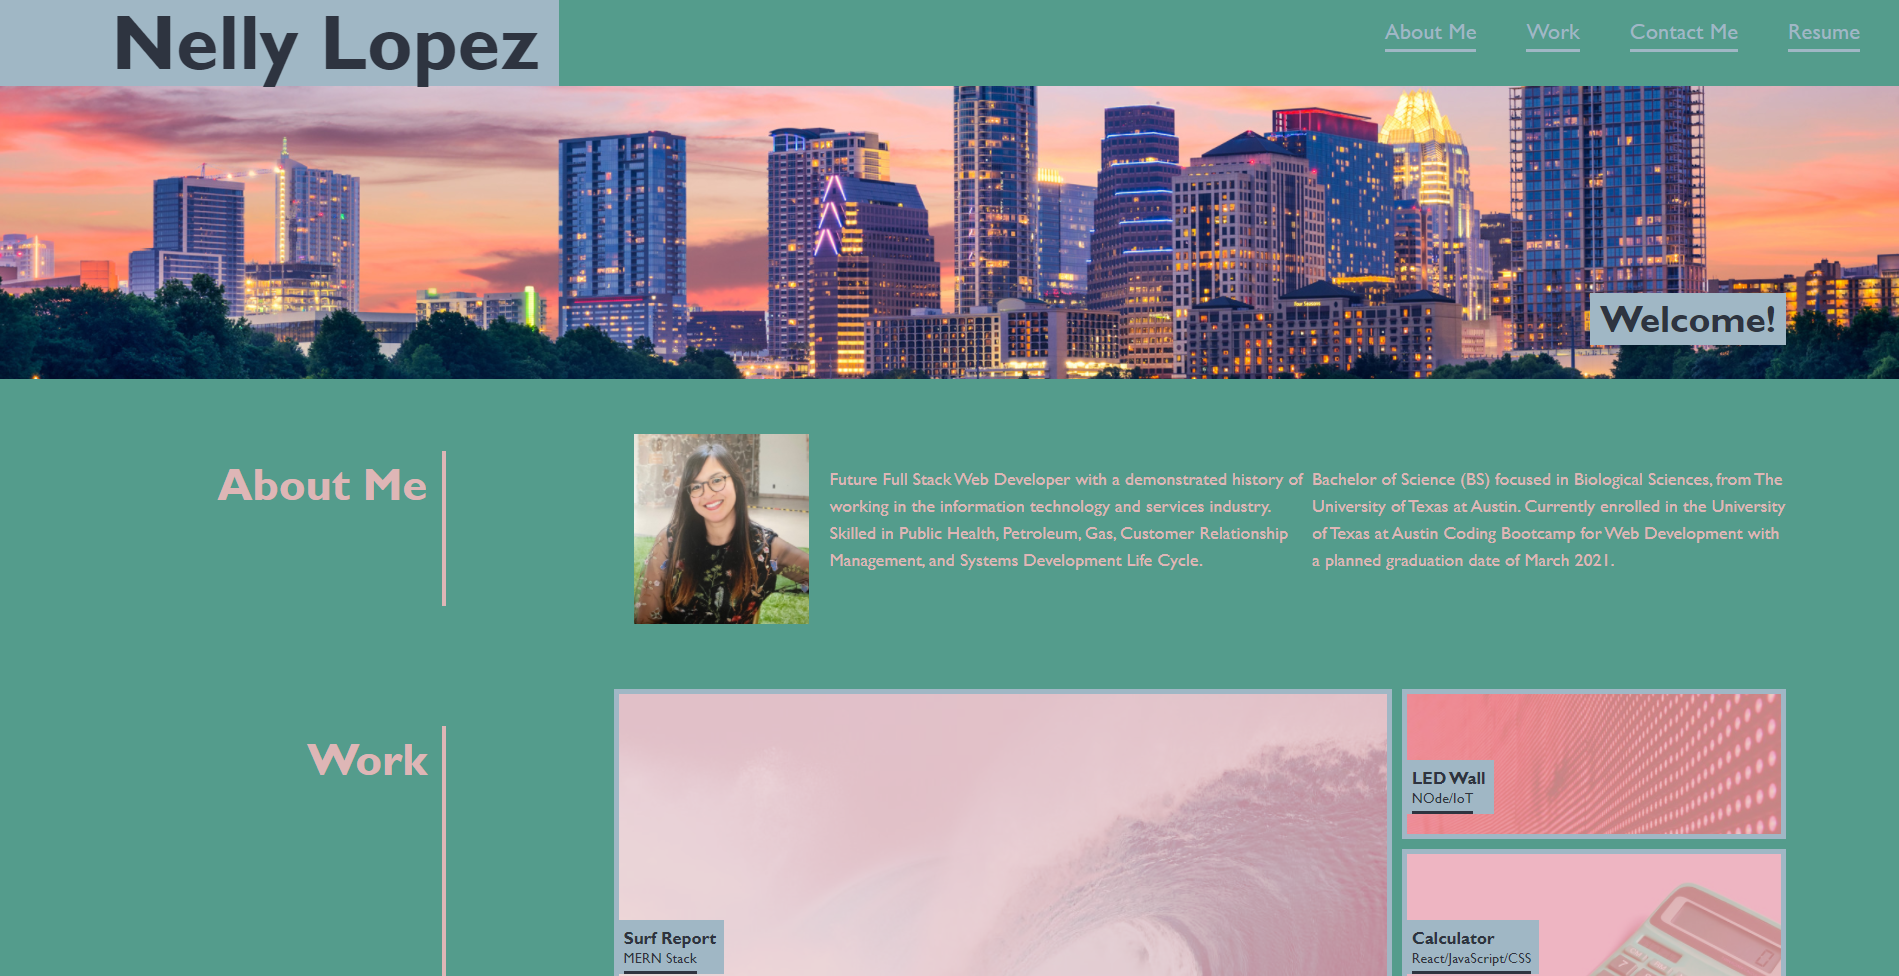 Nelly Lopez
About Me
Work
Contact Me
Resume
Four Seasons
Welcome!
About Me
Future Full Stack Web Developer with a demonstrated history of
working in the information technology and services industry.
Skilled in Public Health, Petroleum, Gas, Customer Relationship
Management, and Systems Development Life Cycle.
Bachelor of Science (BS) focused in Biological Sciences, from The
University of Texas at Austin. Currently enrolled in the University
of Texas at Austin Coding Bootcamp for Web Development with
a planned graduation date of March 2021.
Work
Surf Report
MERN Stack
LED Wall
NOde/IoT
Calculator
React/JavaScript/CSS